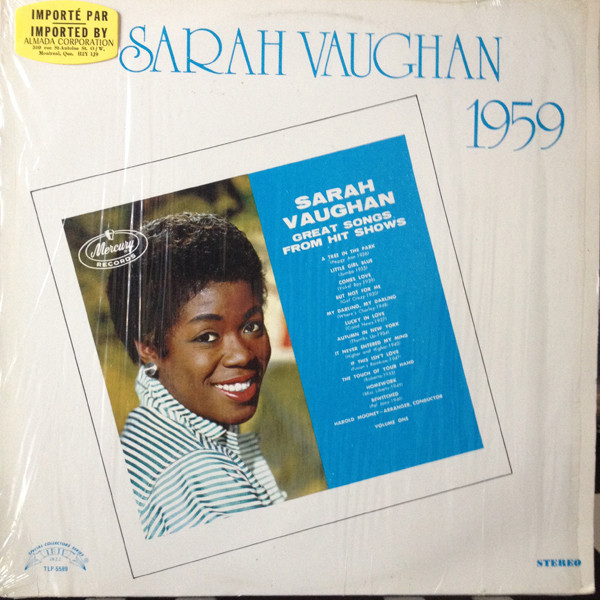 IMPORTÉ PAR
IMPORTED BY
ALMADA CORPORATION
Montreal, Que.
SARAH VAUGHAN
1959
Mercury
RECORDS
SARAH
VAUGHAN
GREAT SONGS
FROM HIT SHOWS
A TREE IN THE PARK
LITTLE GIRL BLUE
COMES LOVE
BUT NOT FOR ME
MY DARLING, MY DARLING
LUCKY IN LOVE
AUTUMN IN NEW YORK
IT NEVER ENTERED MY MIND
IF THIS ISN'T LOVE
THE TOUCH OF YOUR HAND
HOMEWORK
BEWITCHED
HAROLD MOONEY—ARRANGER, CONDUCTOR
VOLUME ONE
STEREO